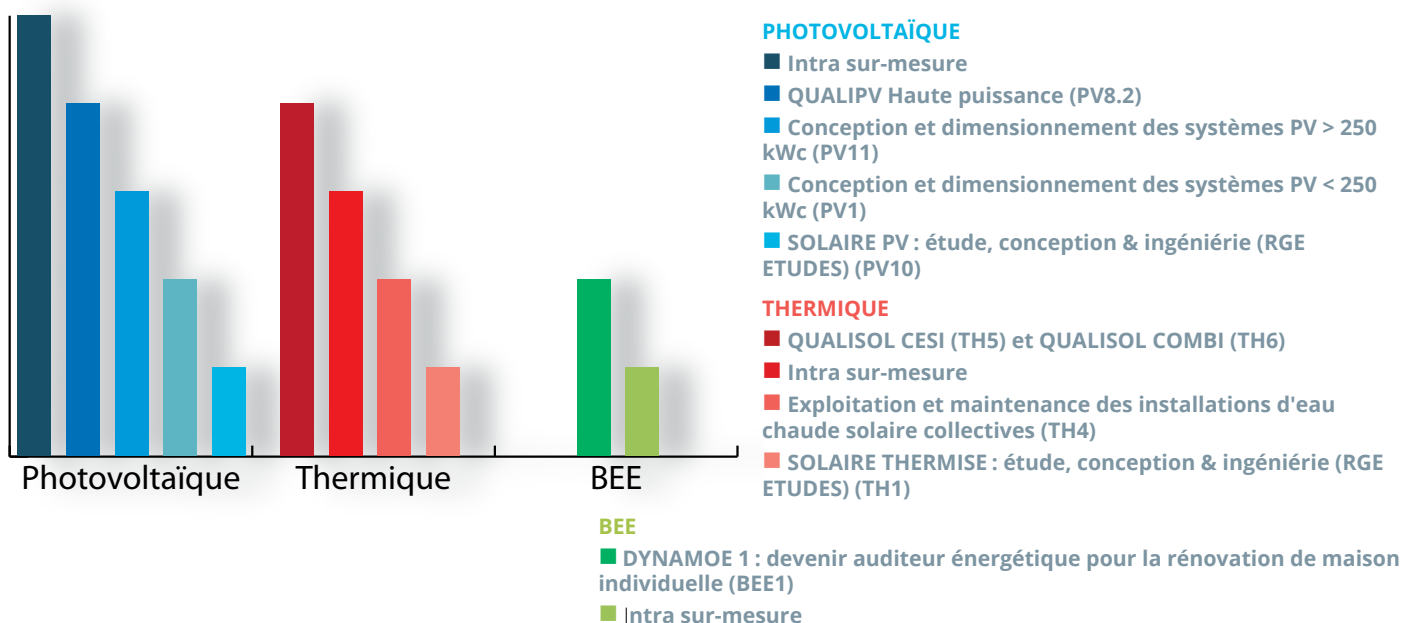 Photovoltaïque
Thermique
BEE
PHOTOVOLTAÏQUE
Intra sur-mesure
QUALIPV Haute puissance (PV8.2)
Conception et dimensionnement des systèmes PV > 250
kWc (PV11)
Conception et dimensionnement des systèmes PV < 250
kWc (PV1)
SOLAIRE PV : étude, conception & ingéniérie (RGE
ETUDES) (PV10)
THERMIQUE
QUALISOL CESI (TH5) et QUALISOL COMBI (TH6)
Intra sur-mesure
Exploitation et maintenance des installations d'eau
chaude solaire collectives (TH4)
SOLAIRE THERMISE : étude, conception & ingéniérie (RGE
ETUDES) (TH1)
BEE
DYNAMOE 1 : devenir auditeur énergétique pour la rénovation de maison
individuelle (BEE1)
Intra sur-mesure